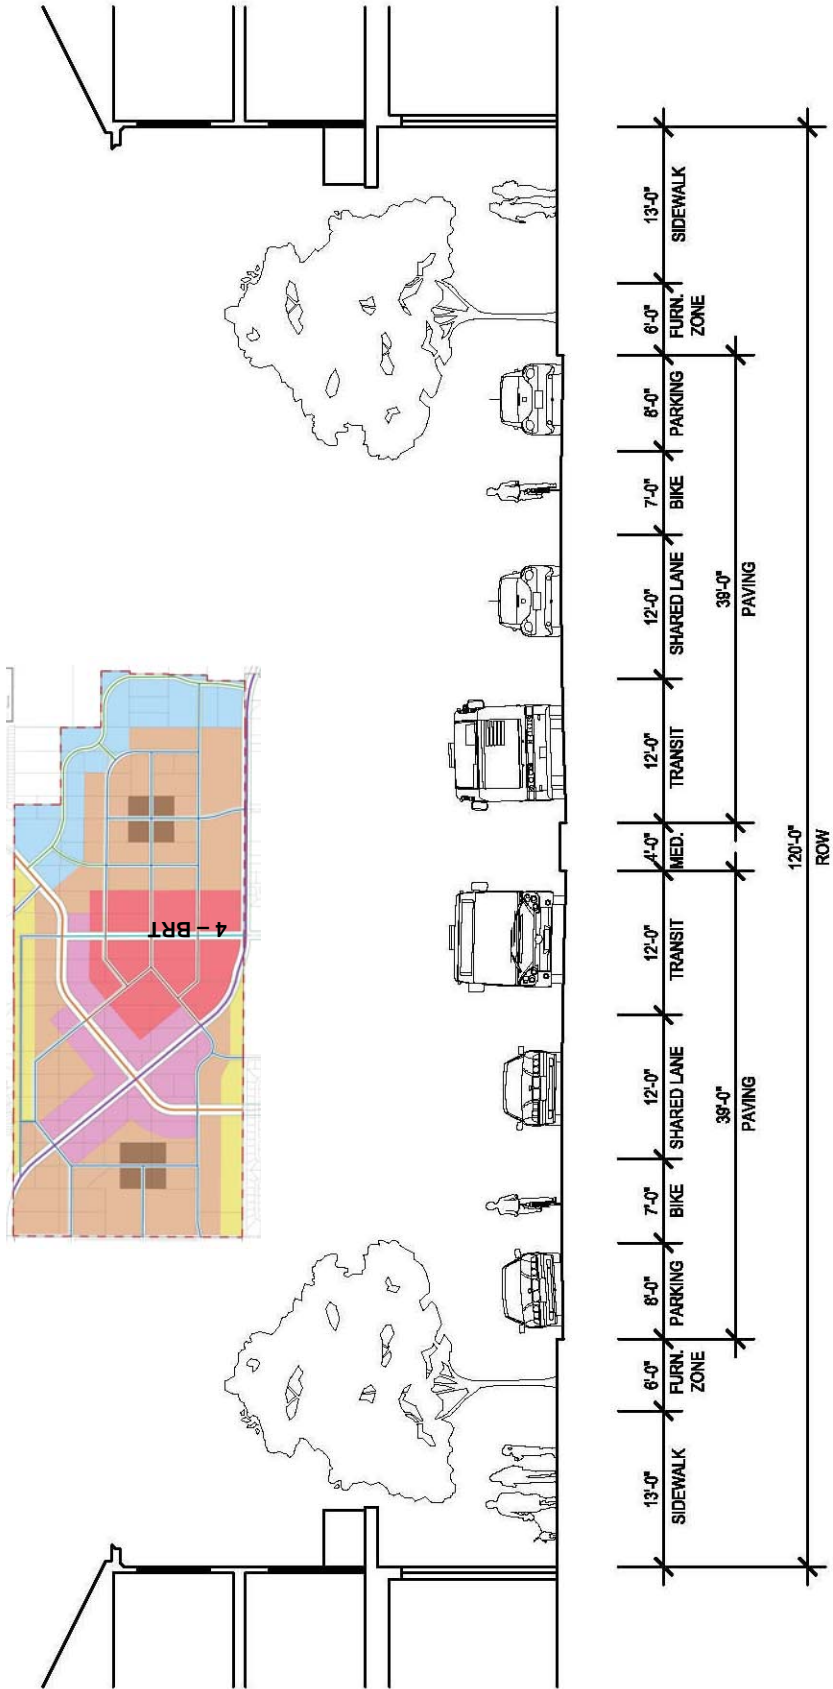 4 – BRT
13'-0" 6'-0" 8'-0" 7'-0" 12'-0" 12'-0" 4'-0" 12'-0" 12'-0" 7'-0" 8'-0" 6'-0" 13'-0"
SIDEWALK FURN. PARKING BIKE SHARED LANE TRANSIT MED. TRANSIT SHARED LANE BIKE PARKING FURN. SIDEWALK
ZONE ZONE
39'-0" 39'-0"
PAVING PAVING
120'-0"
ROW